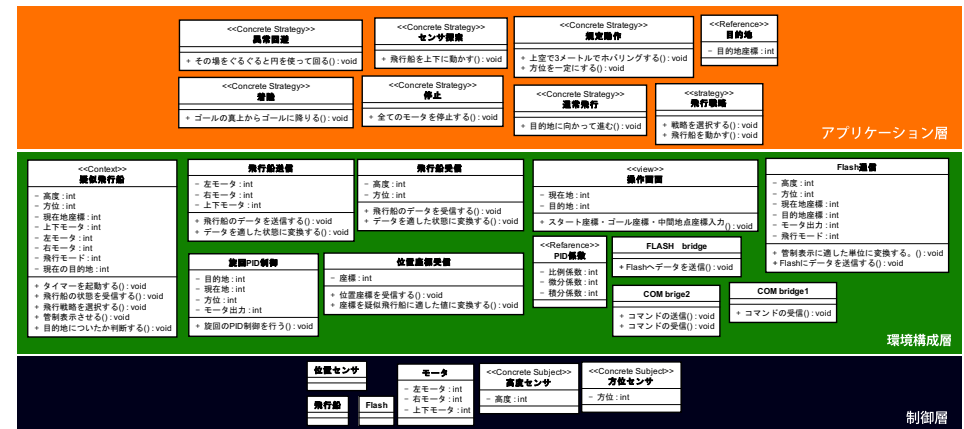 <<Concrete Strategy>>
異常回避
+ その場をぐるぐると円を使って回る() : void
<<Concrete Strategy>>
センサ探索
+ 飛行船を上下に動かす() : void
<<Concrete Strategy>>
規定動作
+ 上空で3メートルでホバリングする() : void
+ 方位を一定にする() : void
<<Reference>>
目的地
- 目的地座標 : int
<<Concrete Strategy>>
着陸
+ ゴールの真上からゴールに降りる() : void
<<Concrete Strategy>>
停止
+ 全てのモータを停止する() : void
<<Concrete Strategy>>
通常飛行
+ 目的地に向かって進む() : void
<<strategy>>
飛行戦略
+ 戦略を選択する() : void
+ 飛行船を動かす() : void
アプリケーション層
<<Context>>
疑似飛行船
- 高度 : int
- 方位 : int
- 現在地座標 : int
- 上下モータ : int
- 左モータ : int
- 右モータ : int
- 飛行モード : int
- 現在の目的地 : int
+ タイマーを起動する() : void
+ 飛行船の状態を受信する() : void
+ 飛行戦略を選択する() : void
+ 管制表示させる() : void
+ 目的地についたか判断する() : void
飛行船送信
- 左モータ : int
- 右モータ : int
- 上下モータ : int
+ 飛行船のデータを送信する() : void
+ データを適した状態に変換する() : void
飛行船受信
- 高度 : int
- 方位 : int
+ 飛行船のデータを受信する() : void
+ データを適した状態に変換する() : void
<<view>>
操作画面
- 現在地 : int
- 目的地 : int
+ スタート座標・ゴール座標・中間地点座標入力() : void
Flash通信
- 高度 : int
- 方位 : int
- 現在地座標 : int
- 目的地座標 : int
- モータ出力 : int
- 飛行モード : int
+ 管制表示に適した単位に変換する。() : void
+ Flashにデータを送信する() : void
旋回PID制御
- 目的地 : int
- 現在地 : int
- 方位 : int
- モータ出力 : int
+ 旋回のPID制御を行う() : void
位置座標受信
- 座標 : int
+ 位置座標を受信する() : void
+ 座標を疑似飛行船に適した値に変換する() : void
<<Reference>>
PID係数
- 比例係数 : int
- 微分係数 : int
- 積分係数 : int
FLASH bridge
+ Flashへデータを送信() : void
COM brige2
+ コマンドの送信() : void
+ コマンドの受信() : void
COM bridge1
+ コマンドの受信() : void
環境構成層
位置センサ
飛行船
Flash
モータ
- 左モータ : int
- 右モータ : int
- 上下モータ : int
<<Concrete Subject>>
高度センサ
- 高度 : int
<<Concrete Subject>>
方位センサ
- 方位 : int
制御層